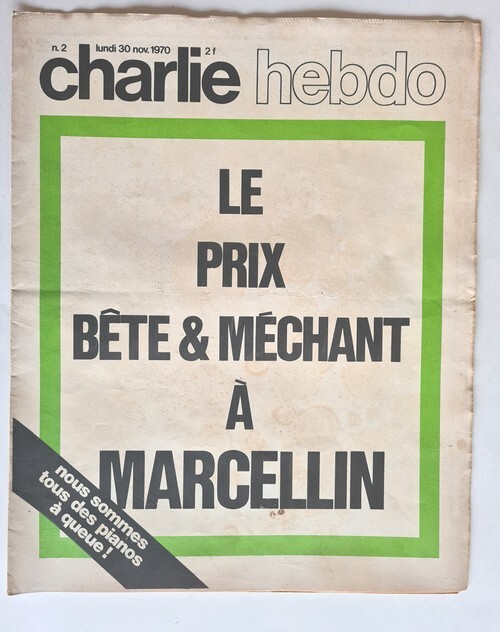 n. 2 lundi 30 nov. 1970 2 f
charlie hebdo
LE
PRIX
BÊTE & MÉCHANT
À
MARCELLIN
nous sommes
tous des pianos
à queue !